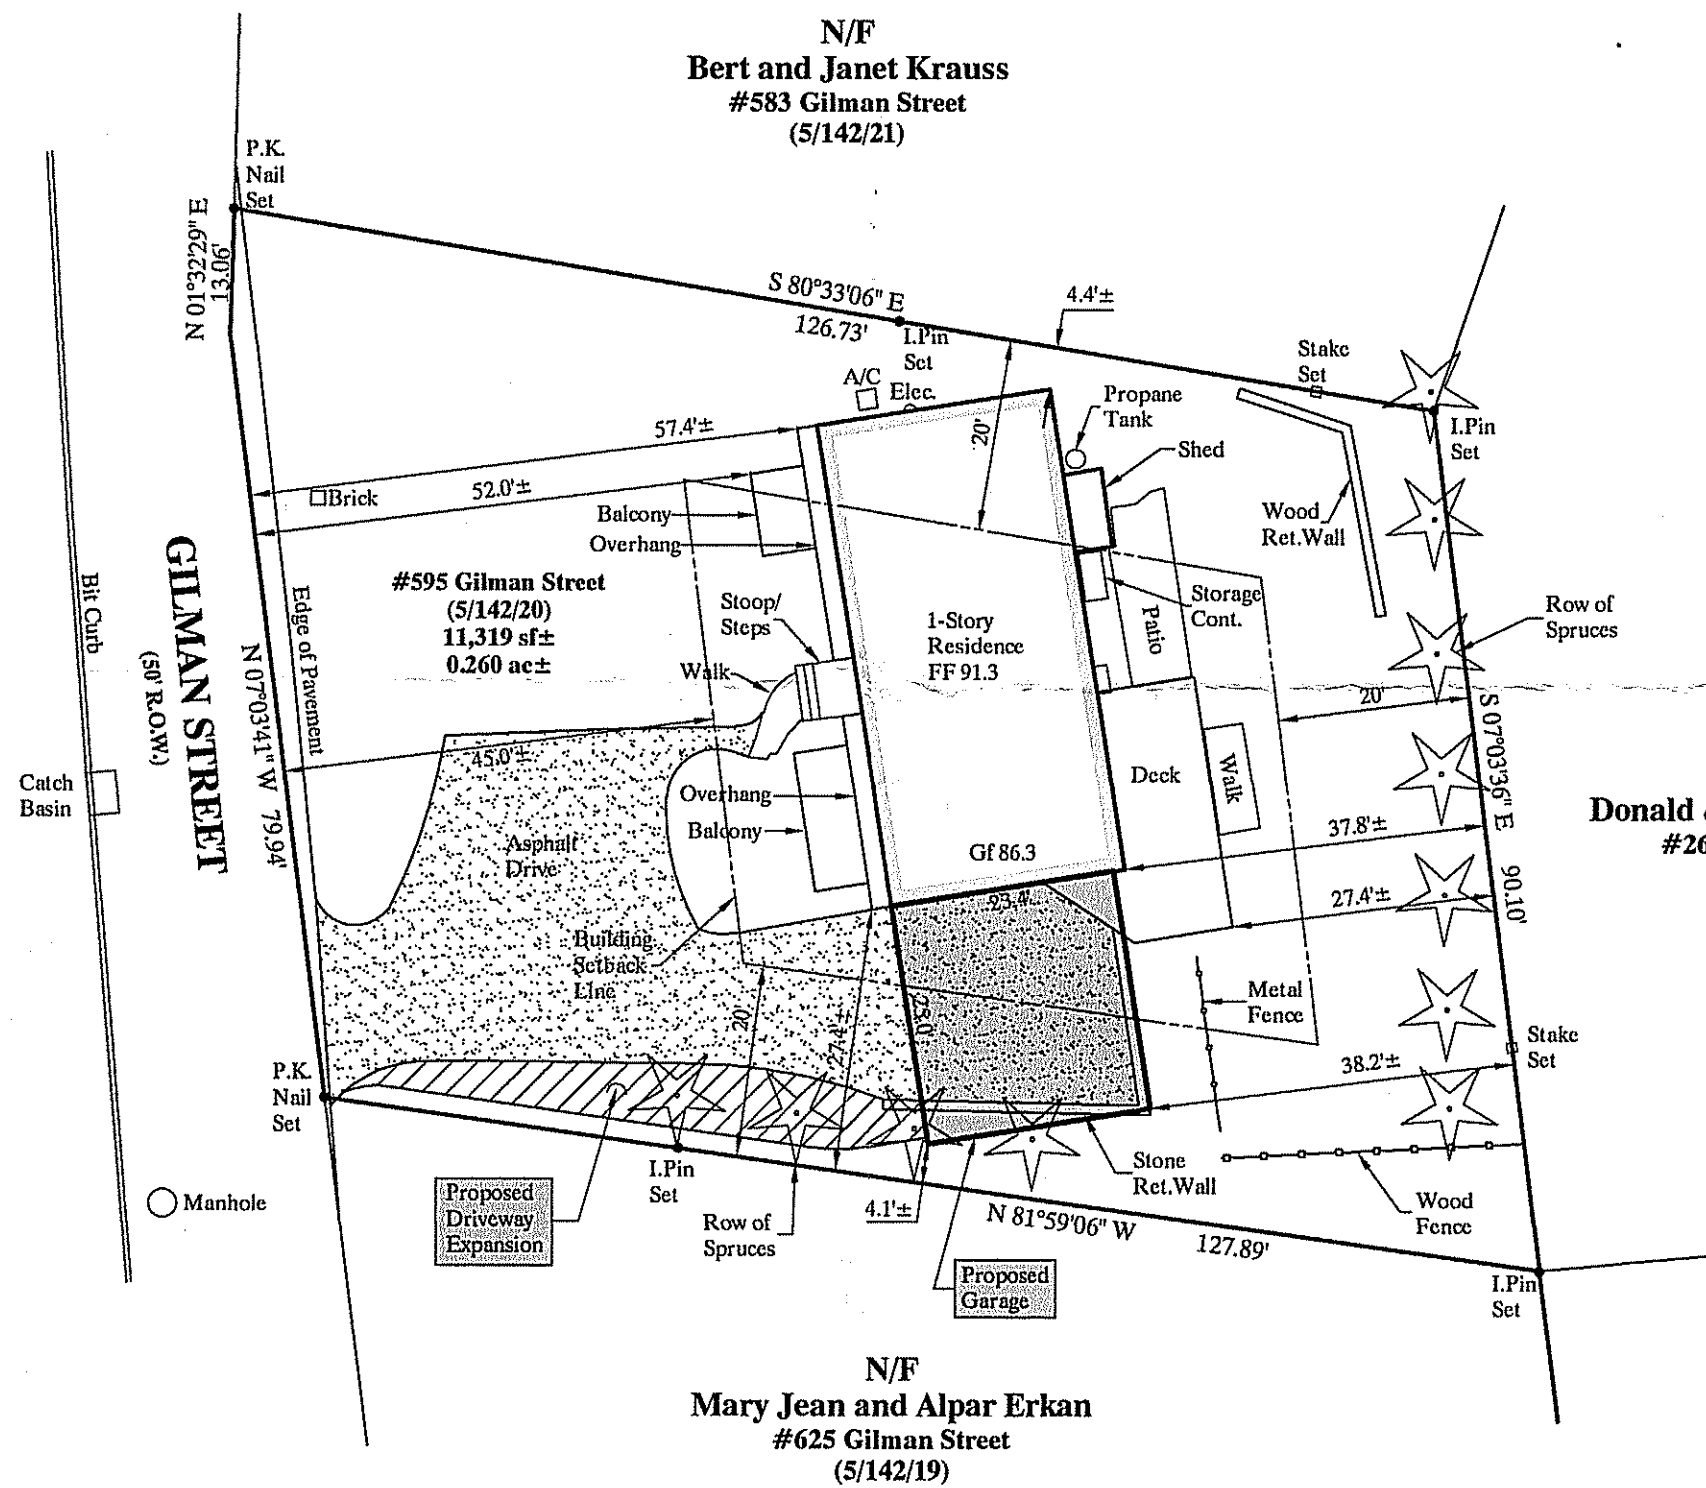 N/F
Bert and Janet Krauss
#583 Gilman Street
(5/142/21)
P.K.
Nail
Set
N 01°32'29" E
13.06'
S 80°33'06" E
126.73'
I.Pin
Set
4.4'±
Stake
Set
A/C
Elec.
Propane
Tank
I.Pin
Set
57.4'±
20'
Shed
52.0'±
Brick
Balcony
Overhang
Wood
Ret.Wall
#595 Gilman Street
(5/142/20)
11,319 sf±
0.260 ac±
Stoop/
Steps
Walk
1-Story
Residence
FF 91.3
Storage
Cont.
Patio
Row of
Spruces
GILMAN STREET
(50' R.O.W.)
Bit Curb
Edge of Pavement
N 07°03'41" W 79.94'
20'
S 07°03'36" E
90.10'
45.0'±
Catch
Basin
Overhang
Balcony
Deck
Walk
Donald
#26
Asphalt
Drive
Gf 86.3
37.8'±
23.4'
27.4'±
Building
Setback
Line
Metal
Fence
20'
27.4'±
23.0'
38.2'±
Stake
Set
P.K.
Nail
Set
I.Pin
Set
Stone
Ret.Wall
Manhole
Proposed
Driveway
Expansion
Row of
Spruces
4.1'±
N 81°59'06" W
127.89'
Wood
Fence
Proposed
Garage
I.Pin
Set
N/F
Mary Jean and Alpar Erkan
#625 Gilman Street
(5/142/19)